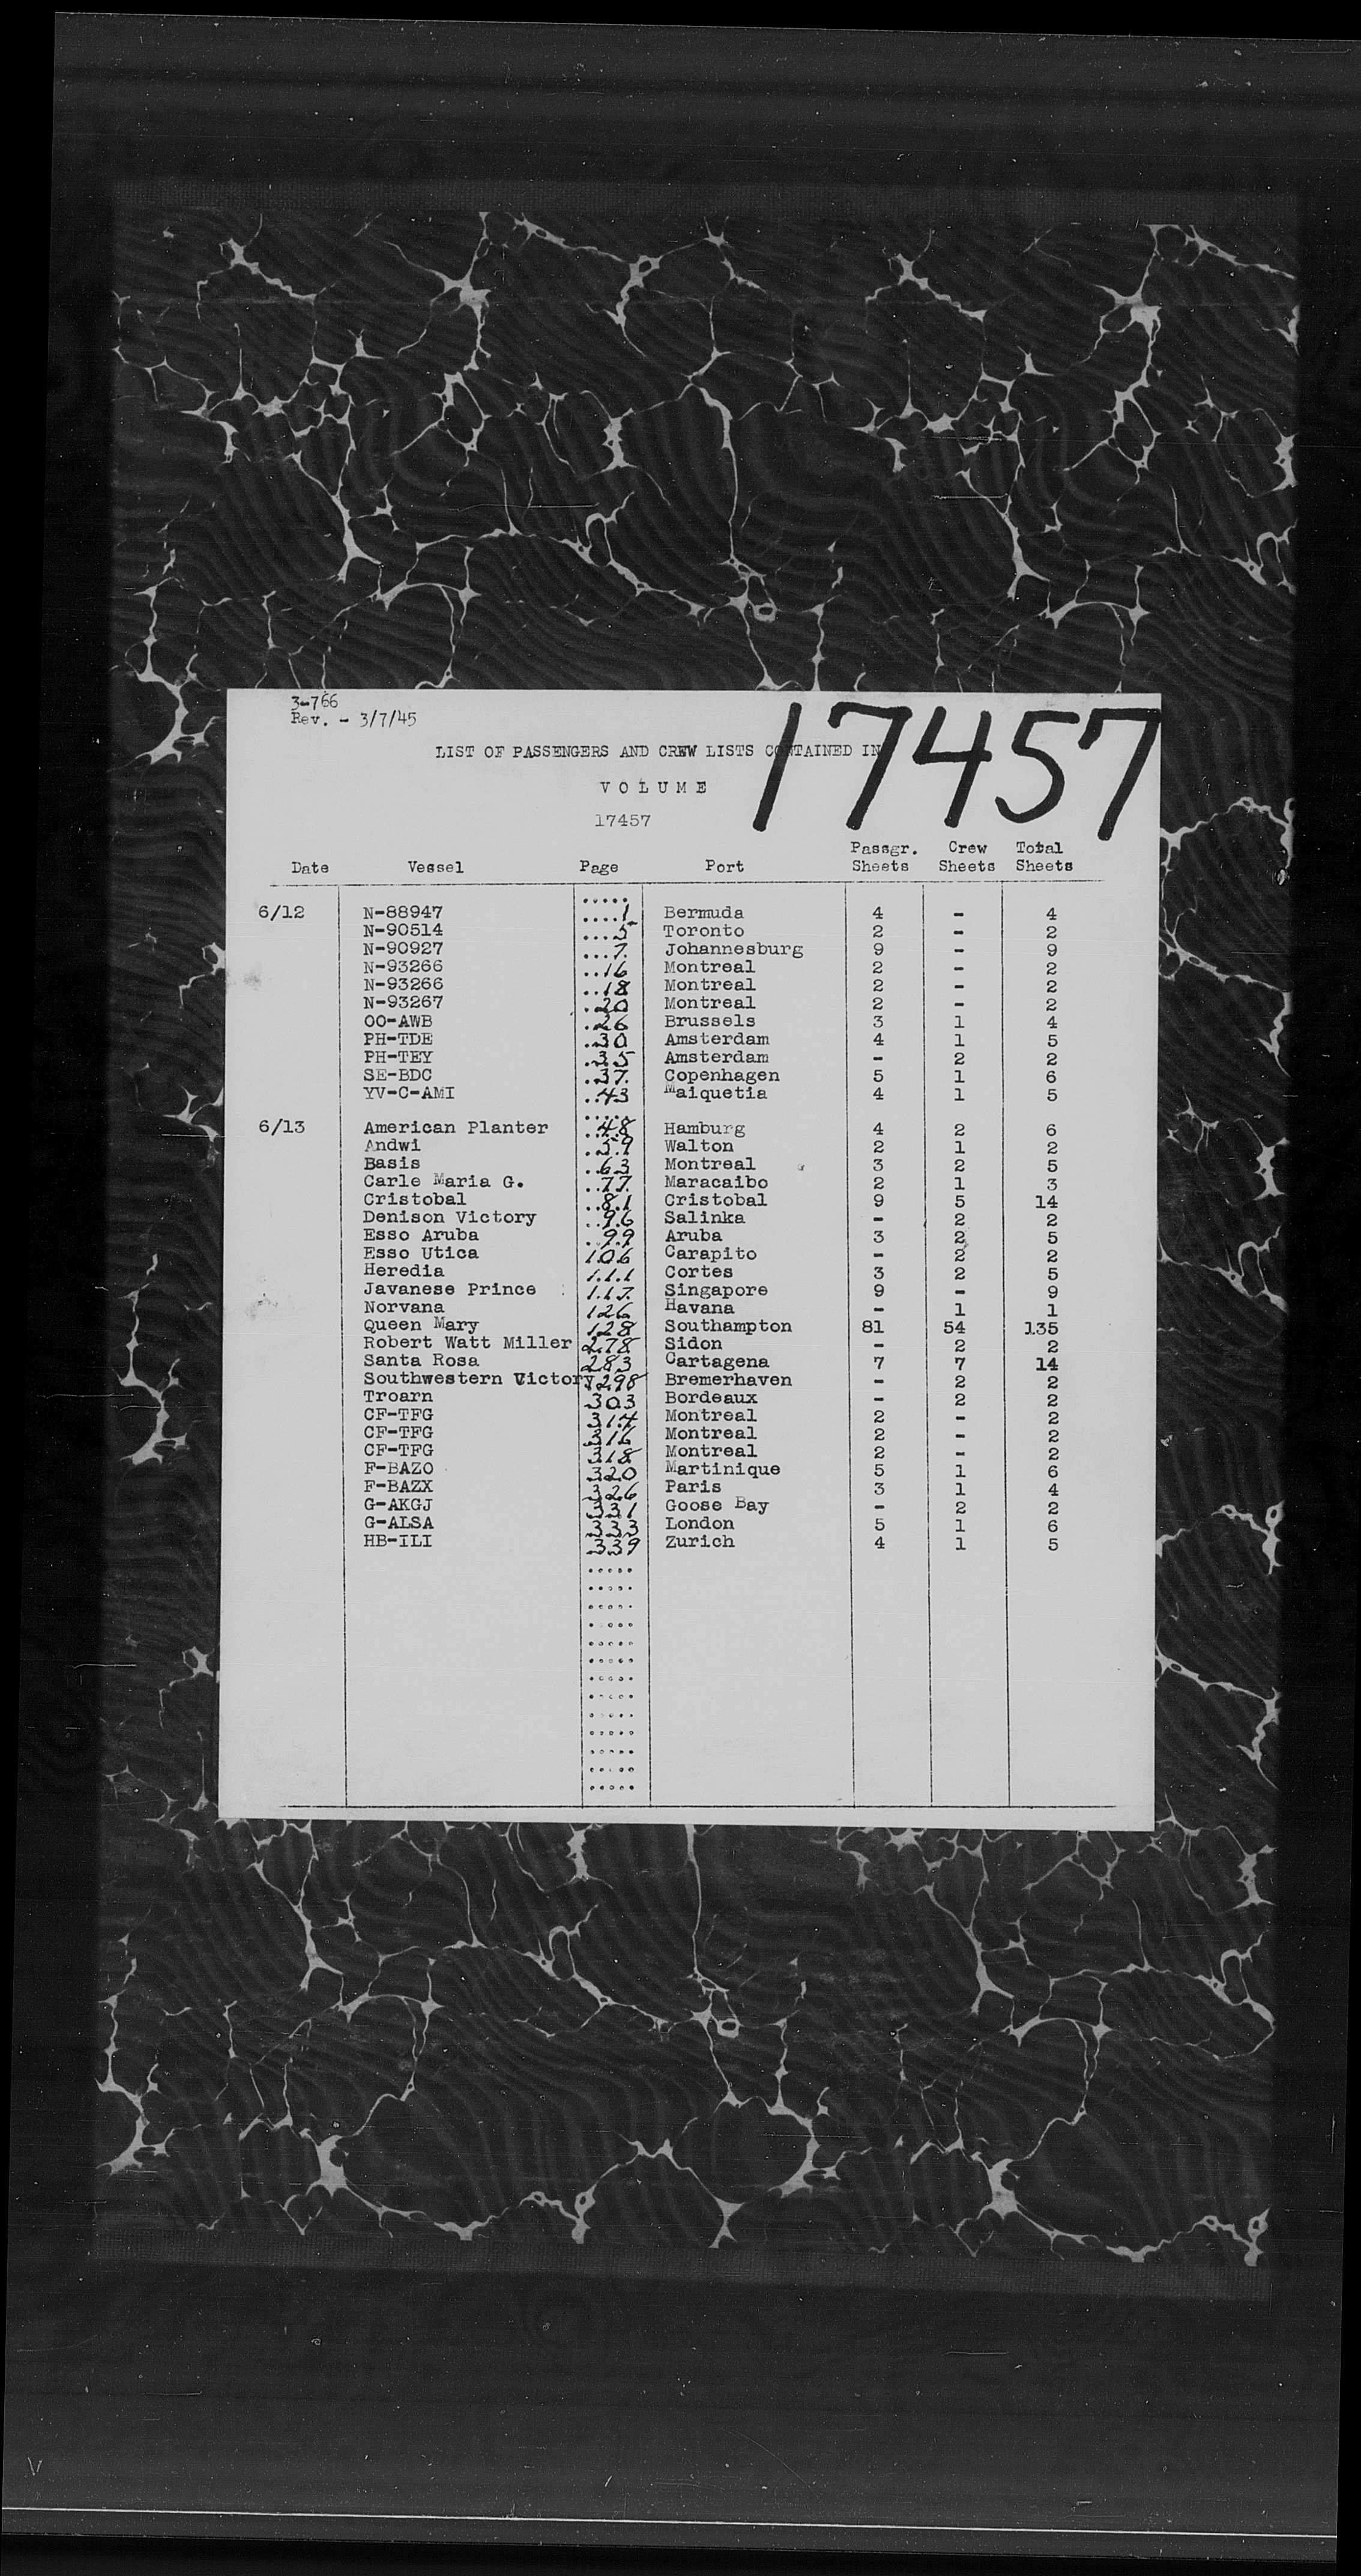 3-766
Rev. - 3/7/45
17457
LIST OF PASSENGERS AND CREW LISTS CONTAINED IN
VOLUME
17457
Date Vessel Page Port Passgr. Sheets Crew Sheets Total Sheets
6/12 N-88947 1 Bermuda 4 - 4
N-90514 5 Toronto 2 - 2
N-90927 7 Johannesburg 9 - 9
N-93266 16 Montreal 2 - 2
N-93266 18 Montreal 2 - 2
N-93267 20 Montreal 2 - 2
OO-AWB 26 Brussels 3 1 4
PH-TDE 30 Amsterdam 4 1 5
PH-TEY 35 Amsterdam - 2 2
SE-BDC 37 Copenhagen 5 1 6
YV-C-AMI 43 Maiquetia 4 1 5
6/13 American Planter 48 Hamburg 4 2 6
Andwi 59 Walton 2 1 2
Basis 63 Montreal 3 2 5
Carle Maria G. 77 Maracaibo 2 1 3
Cristobal 81 Cristobal 9 5 14
Denison Victory 96 Salinka - 2 2
Esso Aruba 99 Aruba 3 2 5
Esso Utica 106 Carapito - 2 2
Heredia 111 Cortes 3 2 5
Javanese Prince 117 Singapore 9 - 9
Norvana 126 Havana - 1 1
Queen Mary 128 Southampton 81 54 135
Robert Watt Miller 278 Sidon - 2 2
Santa Rosa 283 Cartagena 7 7 14
Southwestern Victory 298 Bremerhaven - 2 2
Troarn 303 Bordeaux - 2 2
CF-TFG 314 Montreal 2 - 2
CF-TFG 316 Montreal 2 - 2
CF-TFG 318 Montreal 2 - 2
F-BAZO 320 Martinique 5 1 6
F-BAZX 326 Paris 3 1 4
G-AKGJ 331 Goose Bay - 2 2
G-ALSA 333 London 5 1 6
HB-ILI 339 Zurich 4 1 5